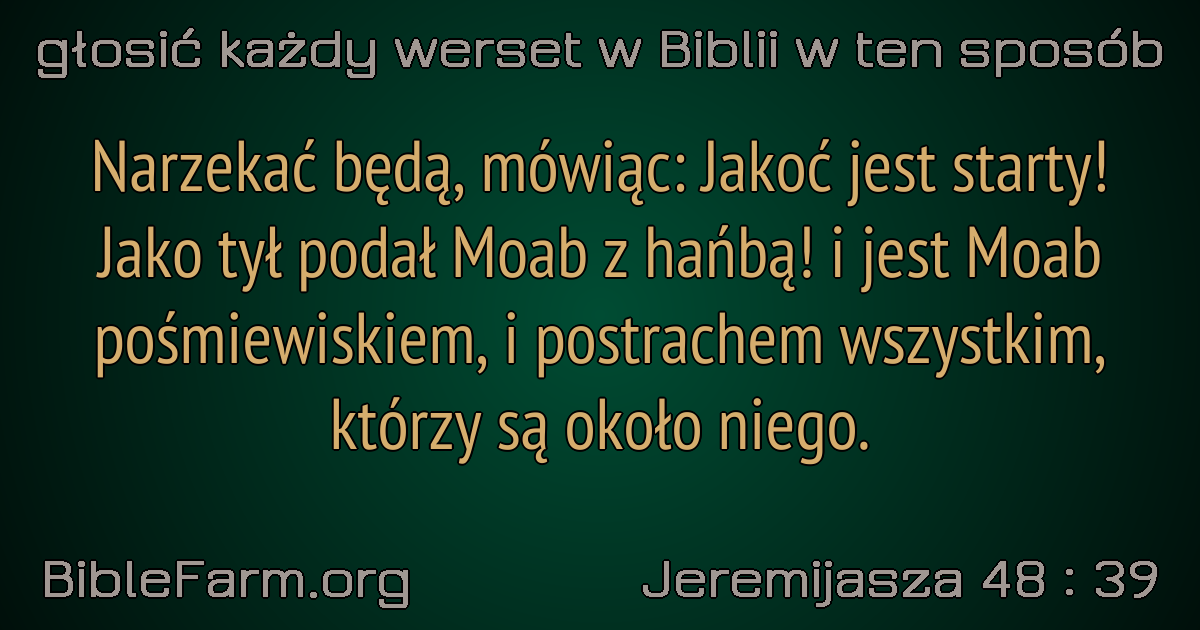 głosić każdy werset w Biblii w ten sposób
Narzekać będą, mówiąc: Jakoć jest starty!
Jako tył podał Moab z hańbą! i jest Moab
pośmiewiskiem, i postrachem wszystkim,
którzy są około niego.
BibleFarm.org
Jeremijasza 48 : 39